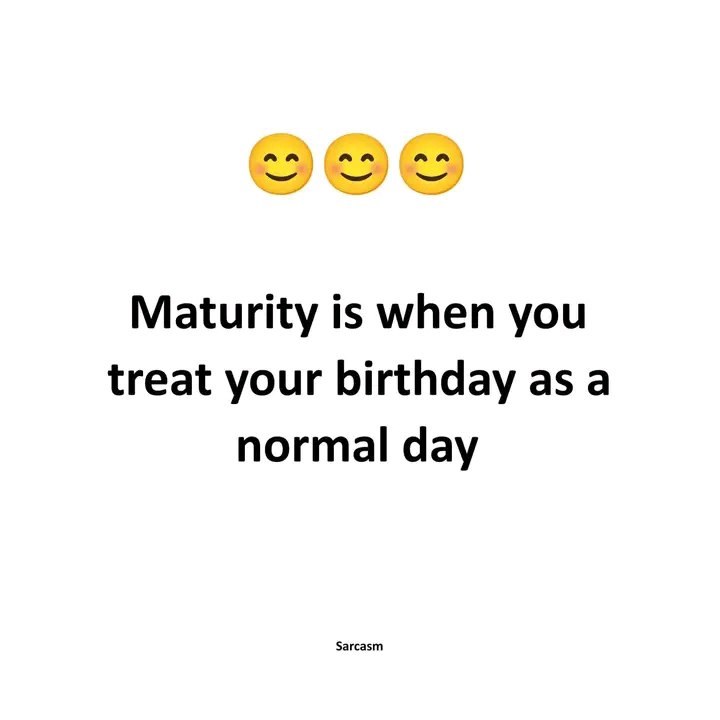 😊😊😊
Maturity is when you
treat your birthday as a
normal day
Sarcasm